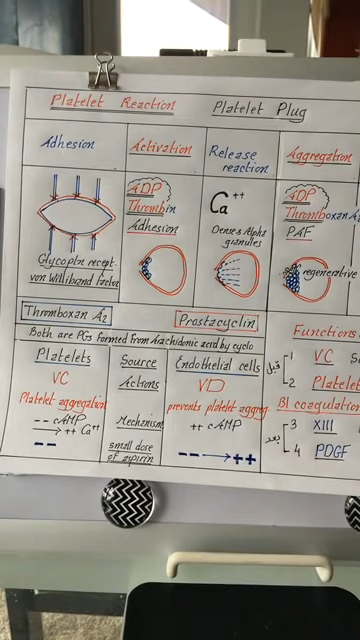 Platelet Reaction Platelet Plug
Adhesion
Activation
Release reaction
Aggregation
Glycoptn recept.
von Willibrand factor
ADP
Thrombin
Adhesion
Ca++
Dense & Alpha
granules
ADP
Thromboxan A2
PAF
regenerative
Thromboxan A2
Prostacyclin
Both are PGs formed from Arachidonic acid by cyclo
Platelets Source Endothelial cells
VC Actions VD
Platelet aggregation prevents platelet aggreg.
-- cAMP Mechanism ++ cAMP
→ ++ Ca++
-- small dose of aspirin -- → ++
Functions
قبل
1 VC
2 Platele
Bl coagulation
بعد
3 XIII
4 PDGF